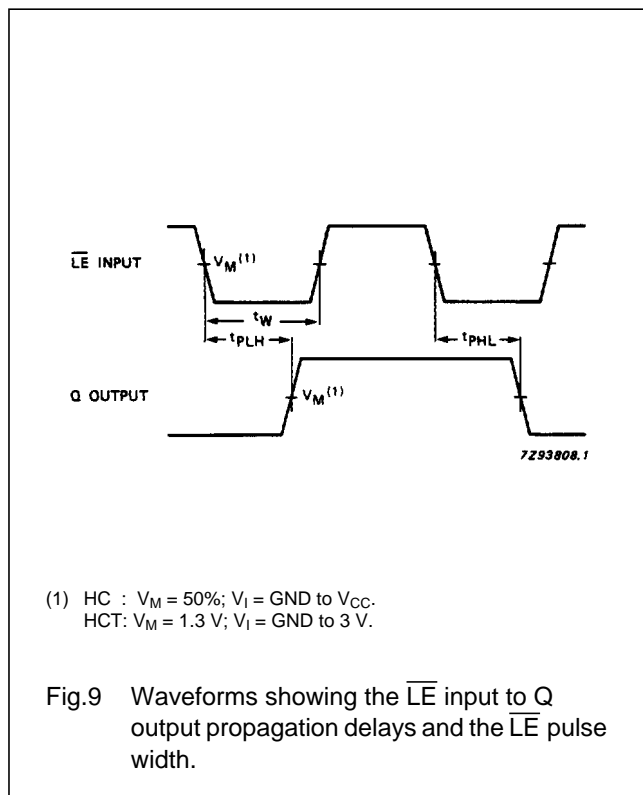 LE INPUT
VM(1)
tW
tPLH
tPHL
Q OUTPUT
VM(1)
7Z93808.1
(1) HC : VM = 50%; VI = GND to VCC.
HCT: VM = 1.3 V; VI = GND to 3 V.
Fig.9 Waveforms showing the LE input to Q
output propagation delays and the LE pulse
width.